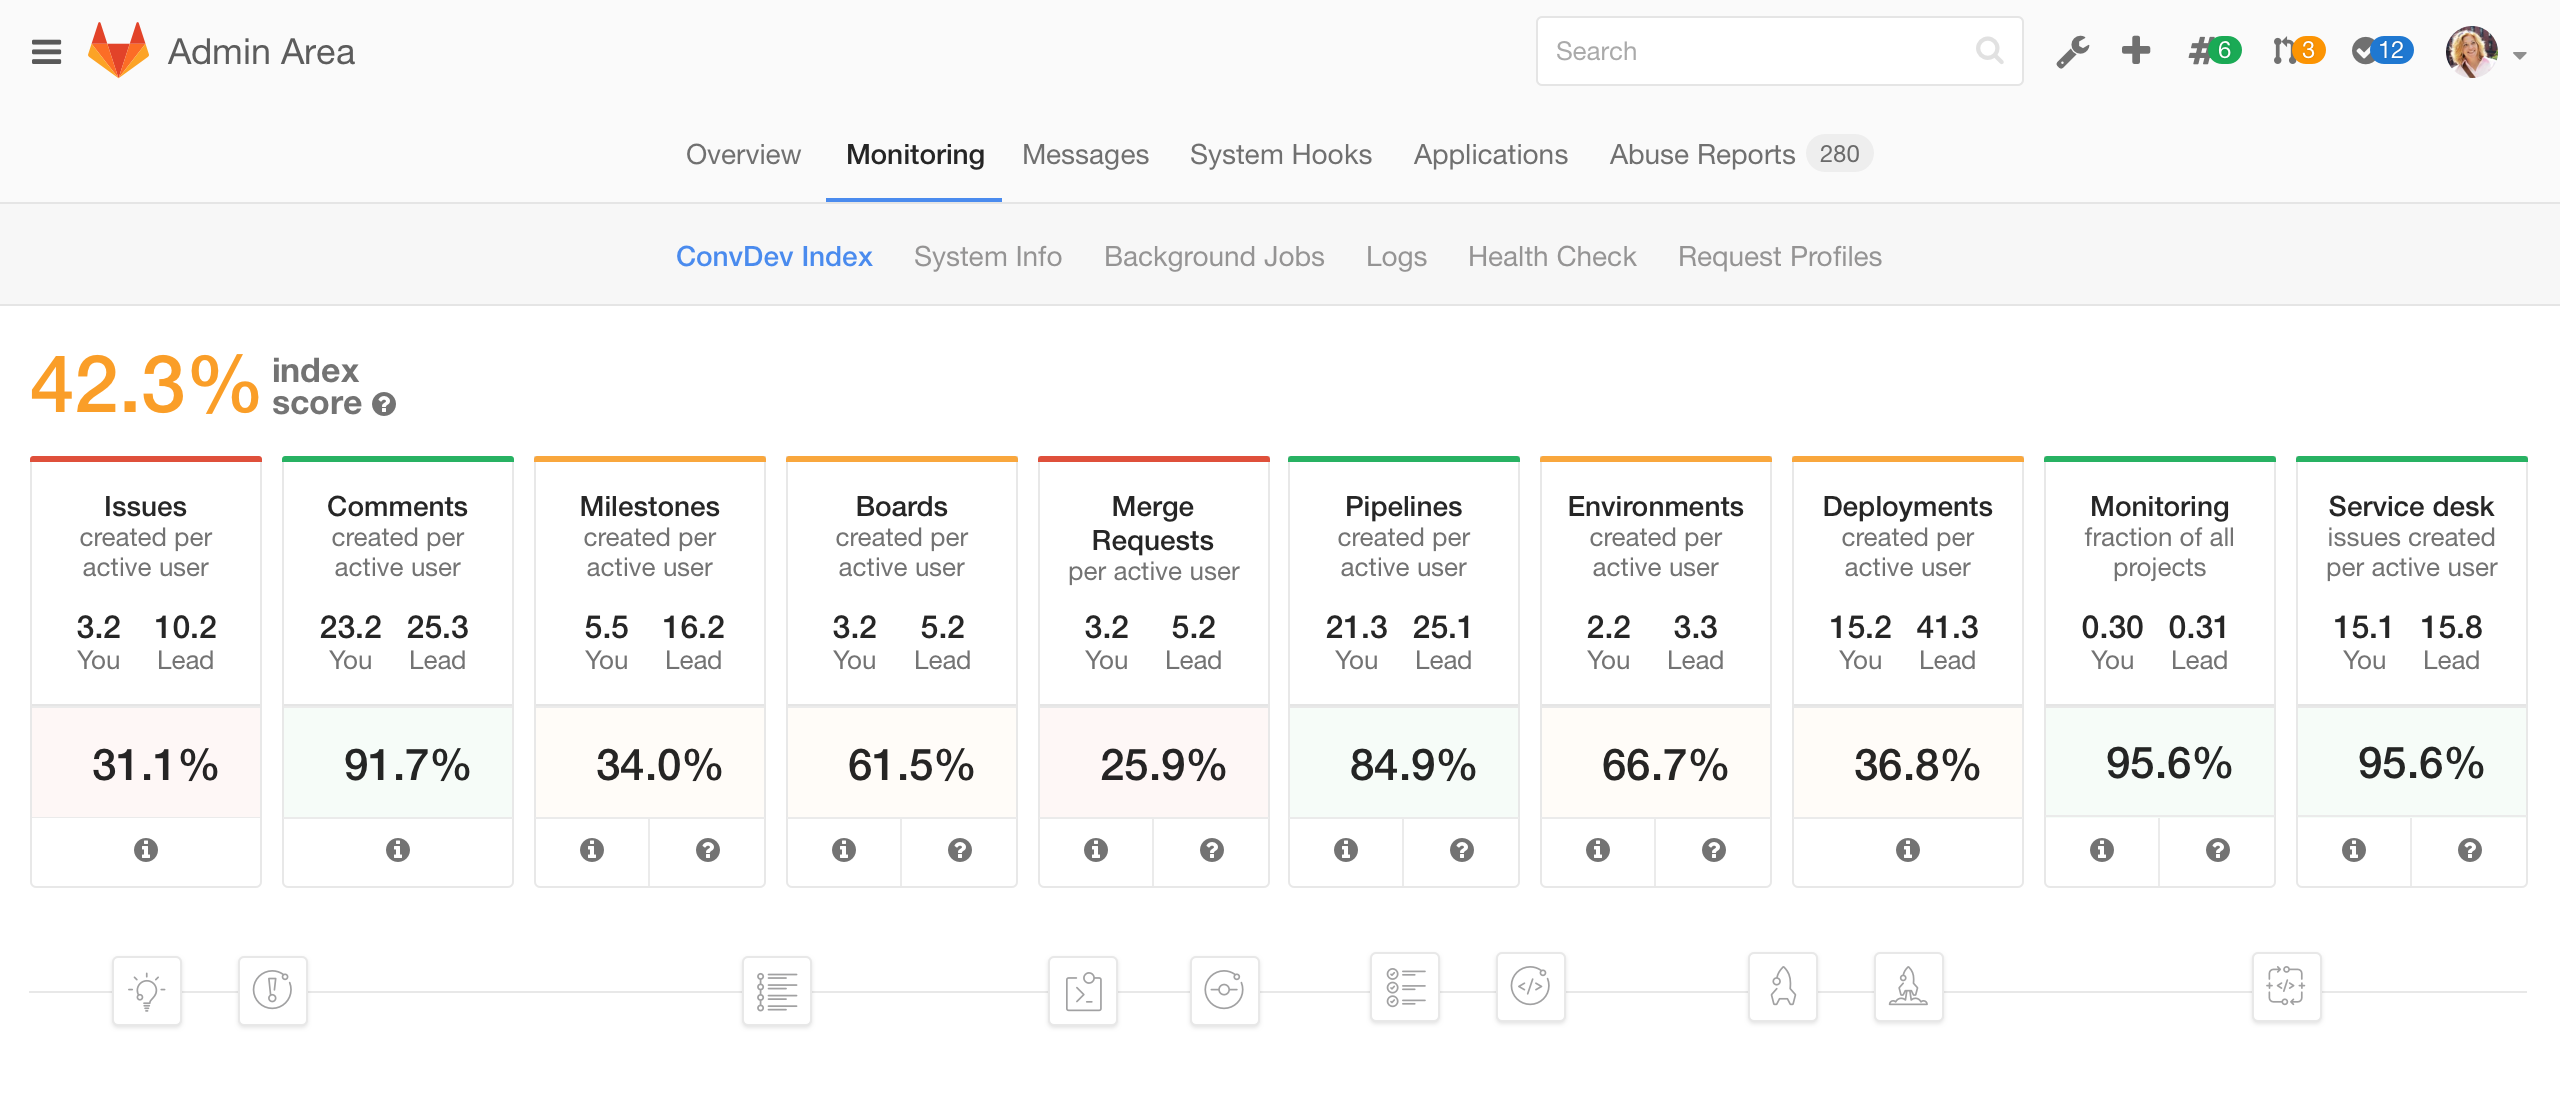 Admin Area
Search
6
3
12
Overview
Monitoring
Messages
System Hooks
Applications
Abuse Reports 280
ConvDev Index
System Info
Background Jobs
Logs
Health Check
Request Profiles
42.3%
index
score
Issues
created per
active user
3.2 10.2
You Lead
31.1%
Comments
created per
active user
23.2 25.3
You Lead
91.7%
Milestones
created per
active user
5.5 16.2
You Lead
34.0%
Boards
created per
active user
3.2 5.2
You Lead
61.5%
Merge
Requests
per active user
3.2 5.2
You Lead
25.9%
Pipelines
created per
active user
21.3 25.1
You Lead
84.9%
Environments
created per
active user
2.2 3.3
You Lead
66.7%
Deployments
created per
active user
15.2 41.3
You Lead
36.8%
Monitoring
fraction of all
projects
0.30 0.31
You Lead
95.6%
Service desk
issues created
per active user
15.1 15.8
You Lead
95.6%